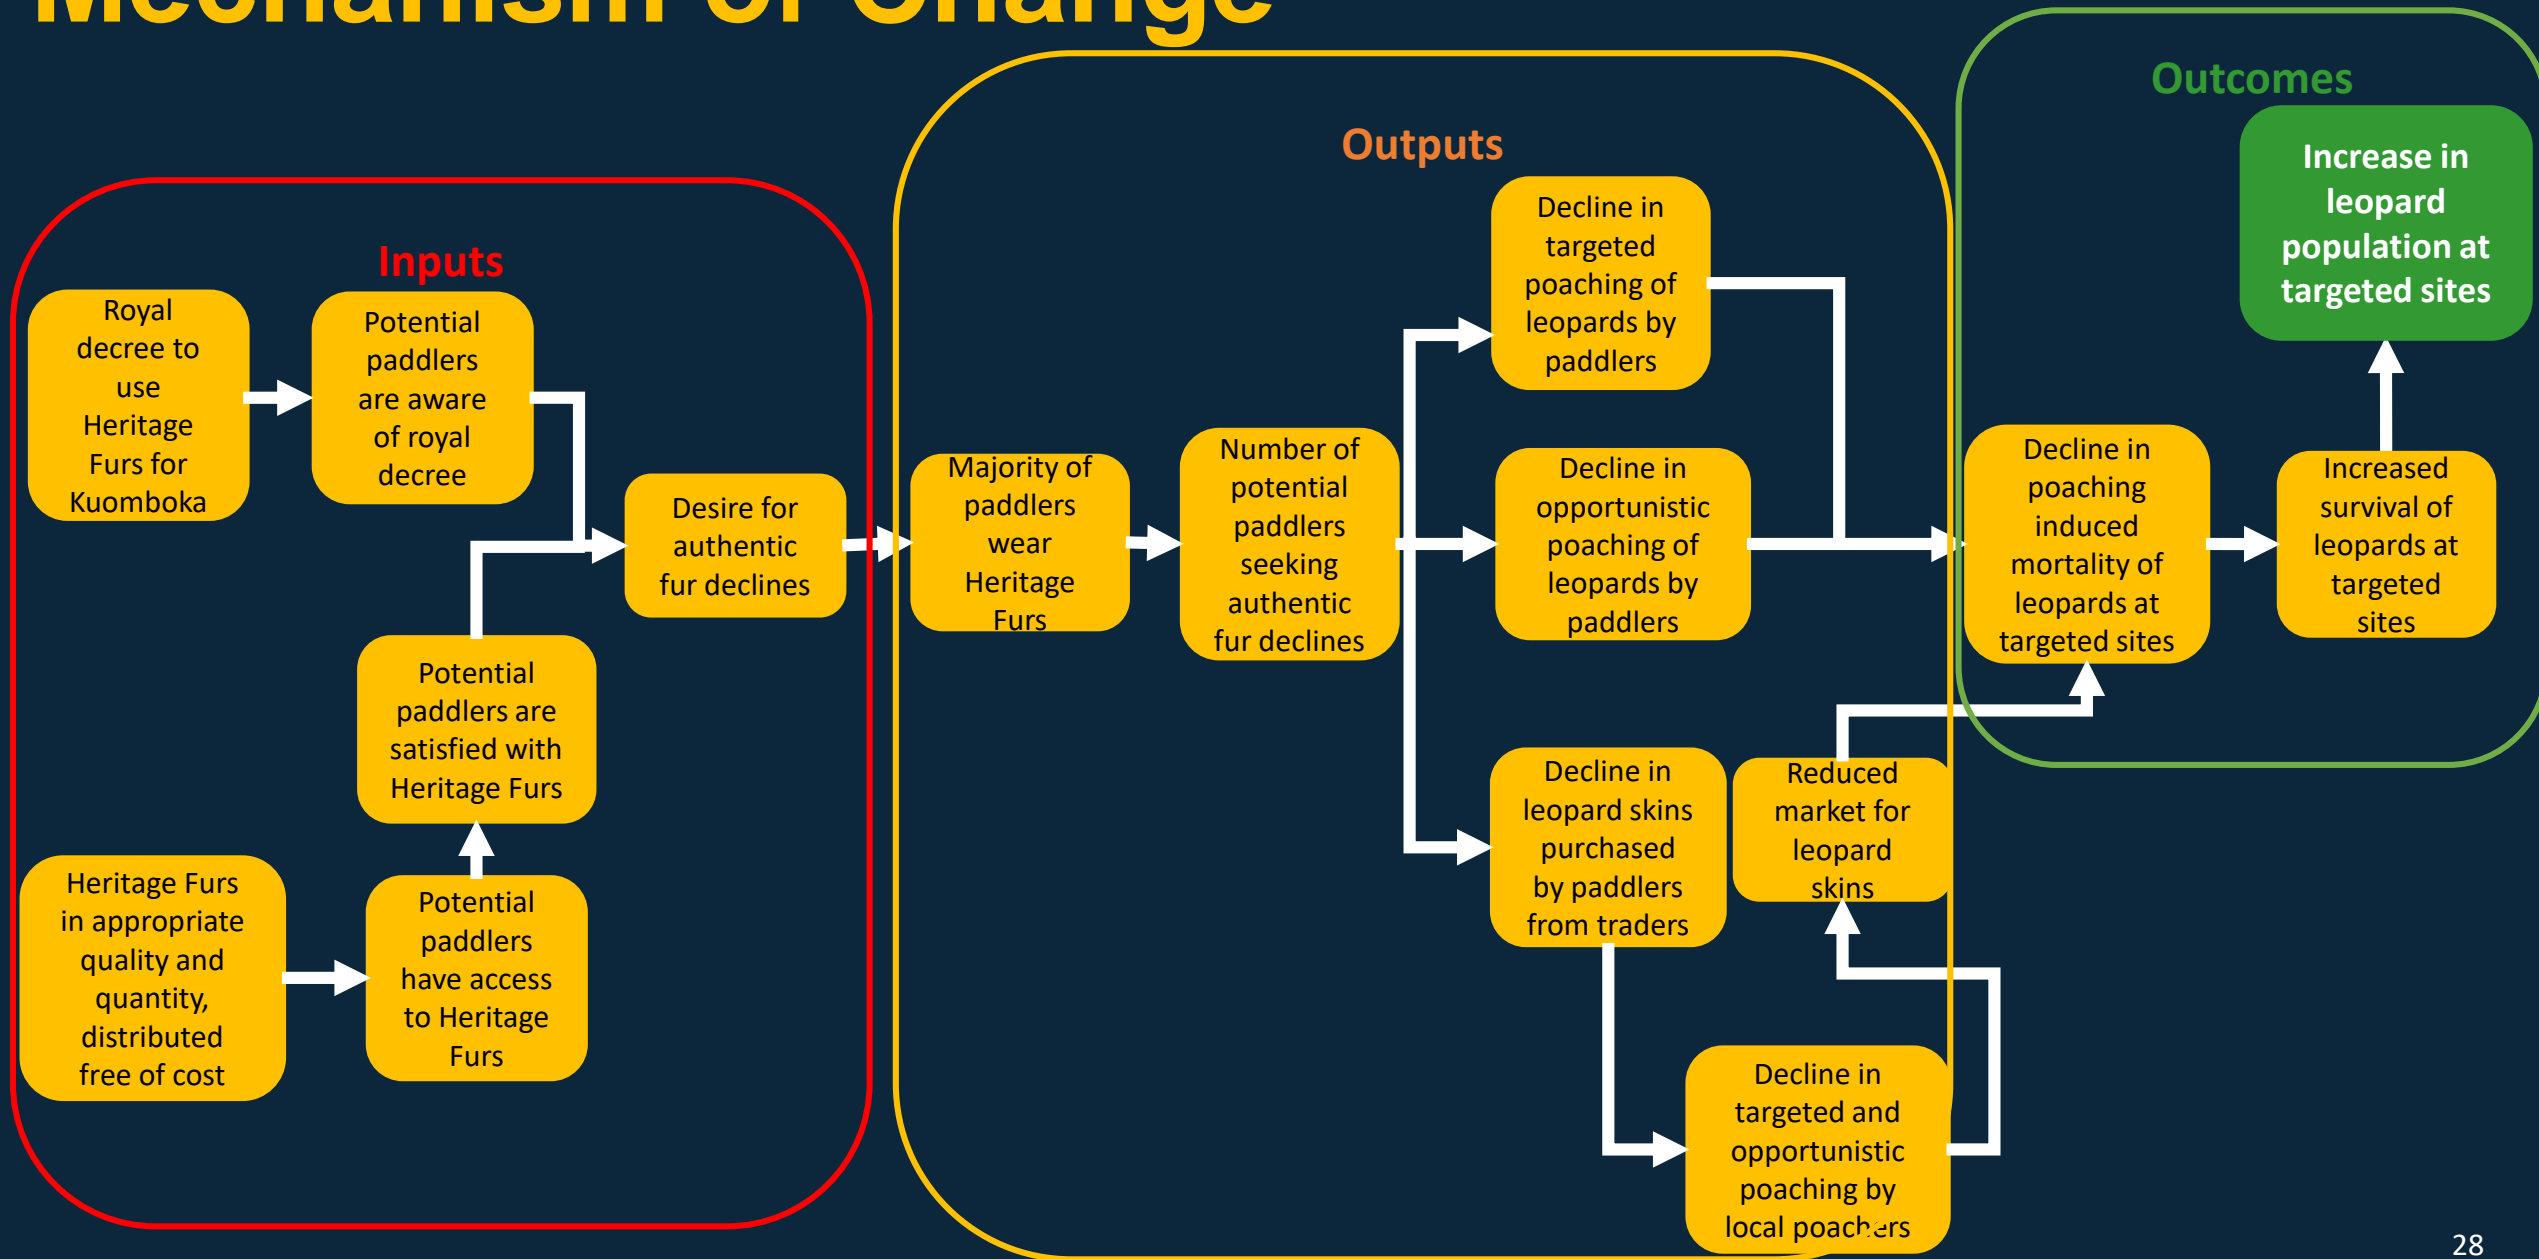 Mechanism of Change
Inputs
Royal
decree to
use
Heritage
Furs for
Kuomboka
Potential
paddlers
are aware
of royal
decree
Desire for
authentic
fur declines
Potential
paddlers are
satisfied with
Heritage Furs
Heritage Furs
in appropriate
quality and
quantity,
distributed
free of cost
Potential
paddlers
have access
to Heritage
Furs
Outputs
Majority of
paddlers
wear
Heritage
Furs
Number of
potential
paddlers
seeking
authentic
fur declines
Decline in
targeted
poaching of
leopards by
paddlers
Decline in
opportunistic
poaching of
leopards by
paddlers
Decline in
leopard skins
purchased
by paddlers
from traders
Reduced
market for
leopard
skins
Decline in
targeted and
opportunistic
poaching by
local poachers
Outcomes
Increase in
leopard
population at
targeted sites
Decline in
poaching
induced
mortality of
leopards at
targeted sites
Increased
survival of
leopards at
targeted
sites
28